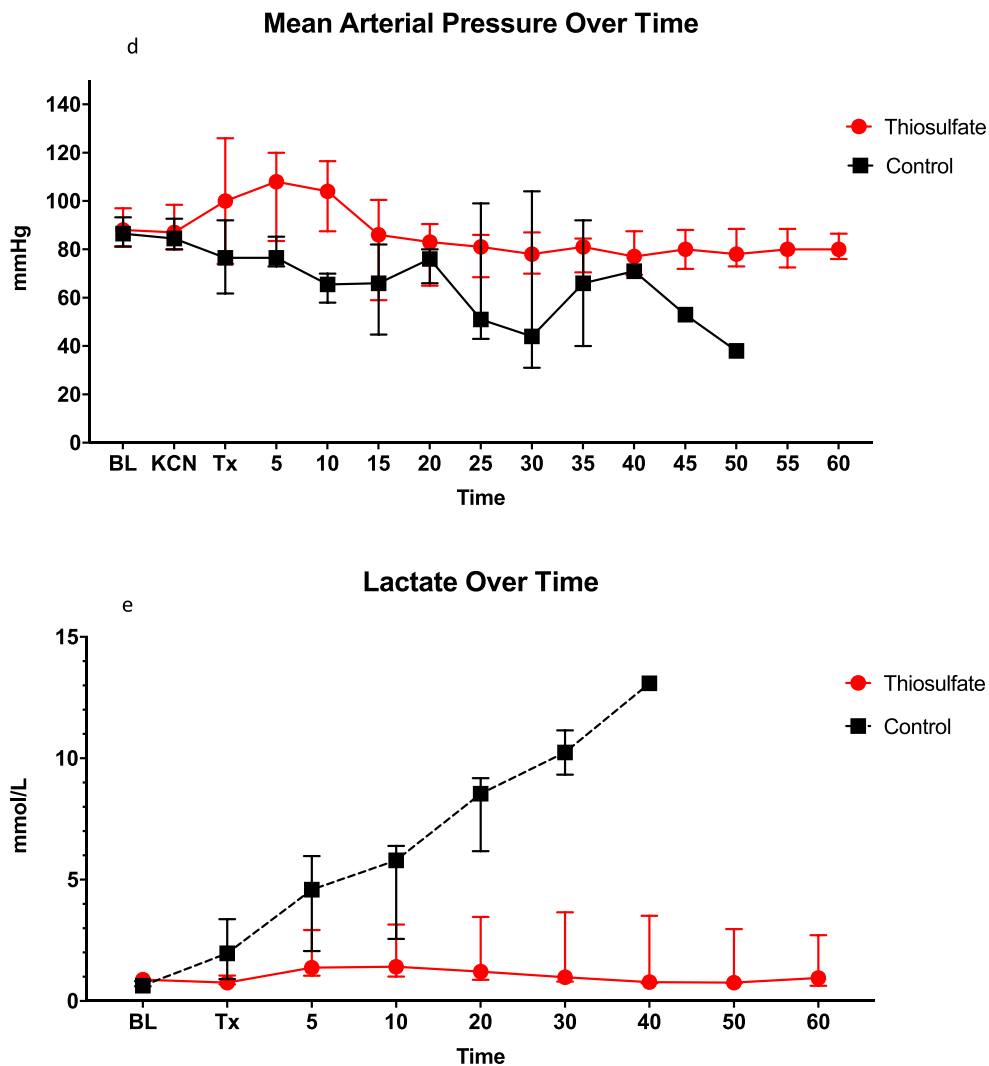 Mean Arterial Pressure Over Time
d
140
120
100
80
60
40
20
0
mmHg
BL KCN Tx 5 10 15 20 25 30 35 40 45 50 55 60
Time
Thiosulfate
Control
Lactate Over Time
e
15
10
5
0
mmol/L
BL Tx 5 10 20 30 40 50 60
Time
Thiosulfate
Control